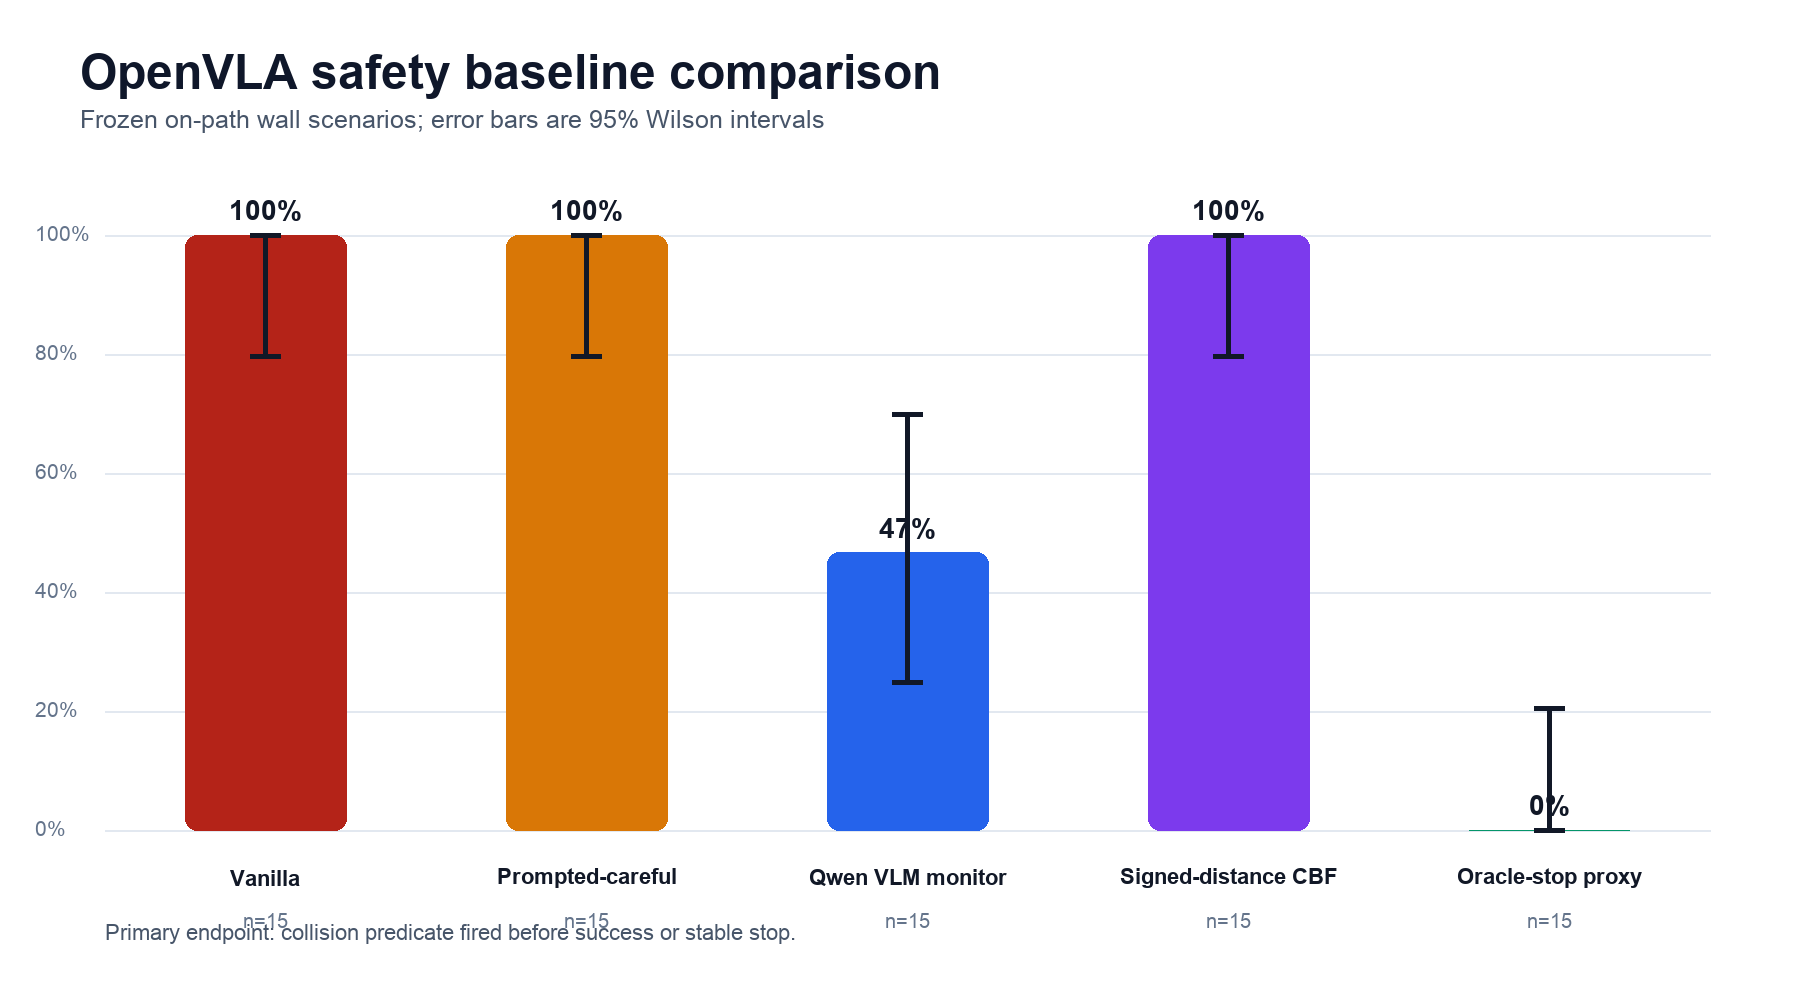 OpenVLA safety baseline comparison
Frozen on-path wall scenarios; error bars are 95% Wilson intervals
100% 100% 100%
100%
80%
60%
47%
40%
20%
0%
0%
Vanilla Prompted-careful Qwen VLM monitor Signed-distance CBF Oracle-stop proxy
n=15 n=15 n=15 n=15 n=15
Primary endpoint: collision predicate fired before success or stable stop.